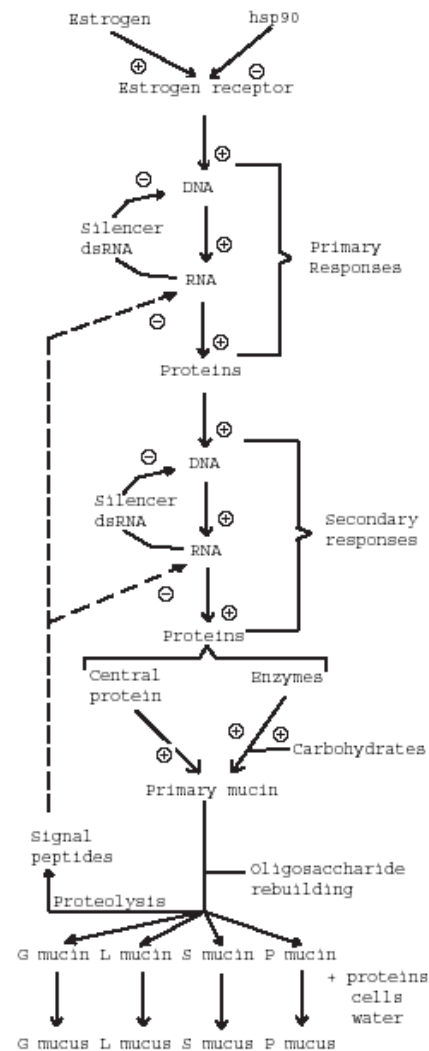 Estrogen
hsp90
⊕
⊖
Estrogen receptor
⊕
⊖
DNA
Silencer
dsRNA
⊕
Primary
Responses
RNA
⊖
⊕
Proteins
⊕
⊖
DNA
Silencer
dsRNA
⊕
Secondary
responses
RNA
⊖
⊕
Proteins
Central
protein
Enzymes
⊕
⊕
⊕
Carbohydrates
Primary mucin
Signal
peptides
Oligosaccharide
rebuilding
Proteolysis
G mucin L mucin S mucin P mucin
+ proteins
cells
water
G mucus L mucus S mucus P mucus